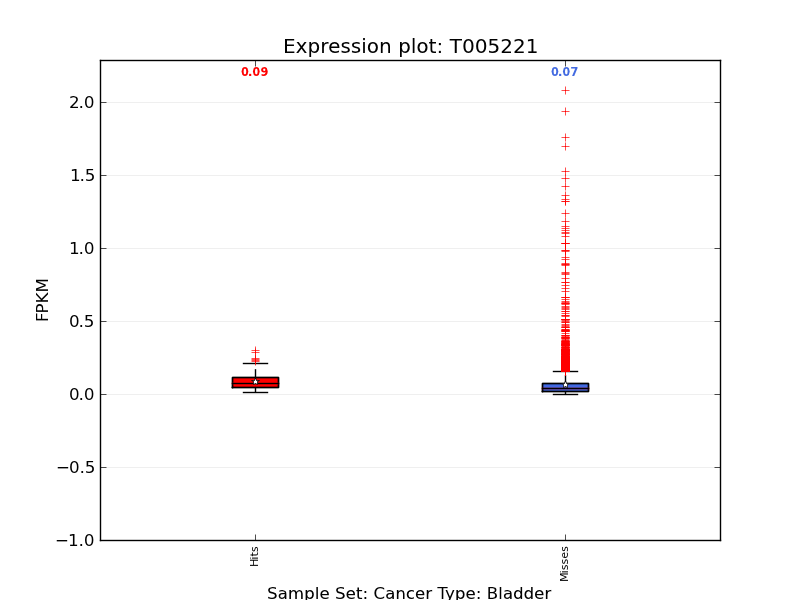 Expression plot: T005221
0.09
0.07
2.0
1.5
1.0
0.5
0.0
−0.5
−1.0
FPKM
Hits
Misses
Sample Set: Cancer Type: Bladder